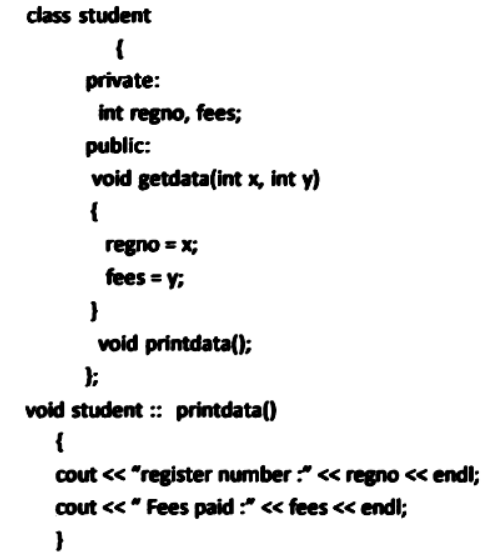 class student
{
private:
int regno, fees;
public:
void getdata(int x, int y)
{
regno = x;
fees = y;
}
void printdata();
};
void student :: printdata()
{
cout << "register number :" << regno << endl;
cout << " Fees paid :" << fees << endl;
}